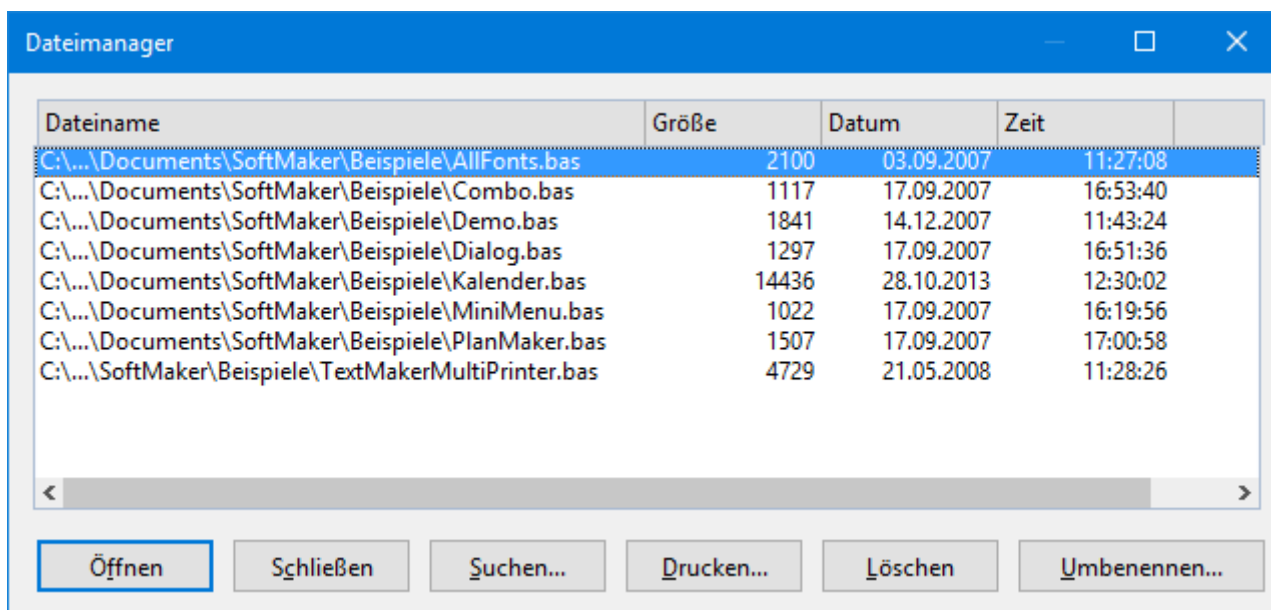 Dateimanager
Dateiname Größe Datum Zeit
C:\...\Documents\SoftMaker\Beispiele\AllFonts.bas 2100 03.09.2007 11:27:08
C:\...\Documents\SoftMaker\Beispiele\Combo.bas 1117 17.09.2007 16:53:40
C:\...\Documents\SoftMaker\Beispiele\Demo.bas 1841 14.12.2007 11:43:24
C:\...\Documents\SoftMaker\Beispiele\Dialog.bas 1297 17.09.2007 16:51:36
C:\...\Documents\SoftMaker\Beispiele\Kalender.bas 14436 28.10.2013 12:30:02
C:\...\Documents\SoftMaker\Beispiele\MiniMenu.bas 1022 17.09.2007 16:19:56
C:\...\Documents\SoftMaker\Beispiele\PlanMaker.bas 1507 17.09.2007 17:00:58
C:\...\SoftMaker\Beispiele\TextMakerMultiPrinter.bas 4729 21.05.2008 11:28:26
Öffnen Schließen Suchen... Drucken... Löschen Umbenennen...